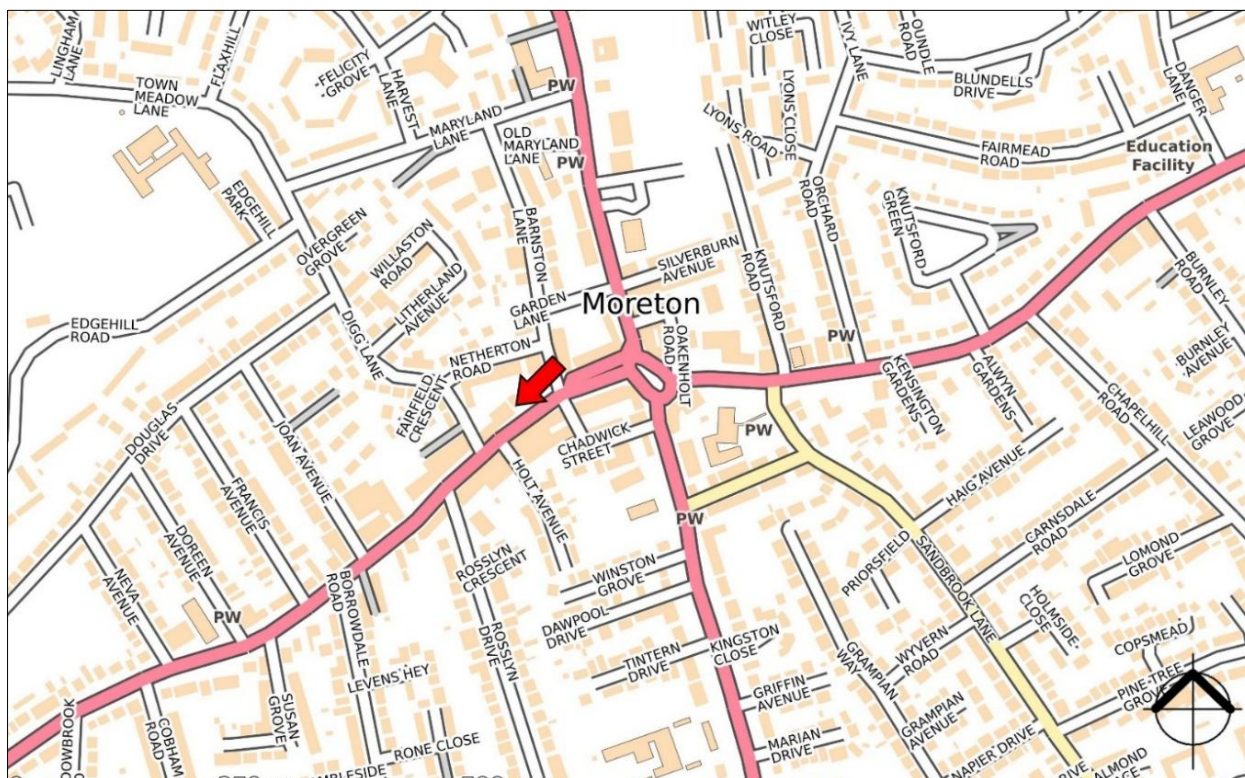 LINGHAM
LANE
FLAXHILL
TOWN
MEADOW
LANE
FELICITY
GROVE
HARVEST
LANE
MARYLAND
LANE
PW
OLD
MARYLAND
LANE
PW
WITLEY
CLOSE
IVY LANE
OUNDLE
ROAD
BLUNDELLS
DRIVE
DANGER
LANE
LYONS CLOSE
LYONS ROAD
FAIRMEAD
ROAD
Education
Facility
EDGEHILL
PARK
OVERGREEN
GROVE
WILLASTON
ROAD
LITHERLAND
AVENUE
BARNSTON
LANE
GARDEN
LANE
SILVERBURN
AVENUE
Moreton
KNUTSFORD
ROAD
ORCHARD
ROAD
KNUTSFORD
GREEN
BURNLEY
ROAD
BURNLEY
AVENUE
EDGEHILL
ROAD
DIGG LANE
NETHERTON
ROAD
FAIRFIELD
CRESCENT
OAKENHOLT
ROAD
PW
KENSINGTON
GARDENS
ALWYN
GARDENS
CHAPELHILL
ROAD
LEAWOOD
GROVE
DOUGLAS
DRIVE
JOAN AVENUE
FRANCIS
AVENUE
DOREEN
AVENUE
NEVA
AVENUE
CHADWICK
STREET
HOLT AVENUE
PW
PW
HAIG AVENUE
CARNSDALE
ROAD
LOMOND
GROVE
PRIORSFIELD
SANDBROOK LANE
ROSSLYN
CRESCENT
ROSSLYN
DRIVE
WINSTON
GROVE
DAWPOOL
DRIVE
TINTERN
DRIVE
KINGSTON
CLOSE
GRIFFIN
AVENUE
MARIAN
DRIVE
GRAMPIAN
WAY
WYVERN
ROAD
GRAMPIAN
AVENUE
HOLMSIDE
CLOSE
COPSMEAD
PINE-TREE
GROVE
NAPIER DRIVE
PW
BORROWDALE
ROAD
LEVENS HEY
SUSAN
GROVE
COBHAM
ROAD
OWBROOK
RONE CLOSE
MBLESIDE
LMOND